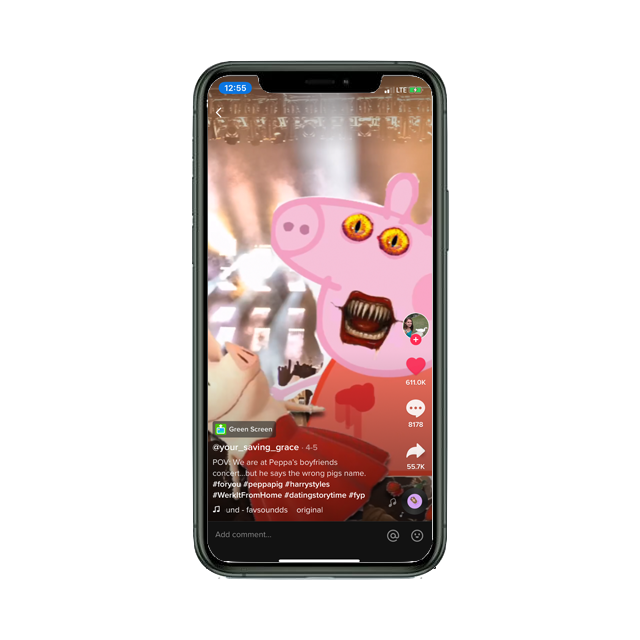 12:55
LTE
611.0K
8178
55.7K
Green Screen
@your_saving_grace · 4-5
POV: We are at Peppa's boyfriends
concert...but he says the wrong pigs name.
#foryou #peppapig #harrystyles
#WerkItFromHome #datingstorytime #fyp
und - favsoundds original
Add comment...
@